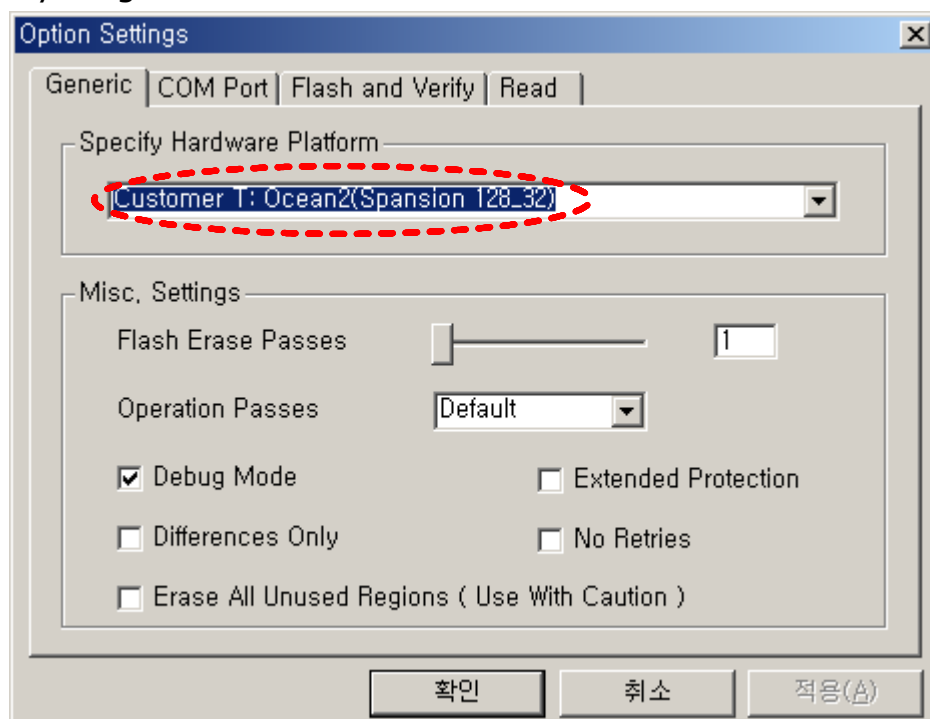 Option Settings
Generic COM Port Flash and Verify Read
Specify Hardware Platform
Customer T: Ocean2(Spansion 128_32)
Misc, Settings
Flash Erase Passes 1
Operation Passes Default
Debug Mode Extended Protection
Differences Only No Retries
Erase All Unused Regions ( Use With Caution )
확인 취소 적용(A)